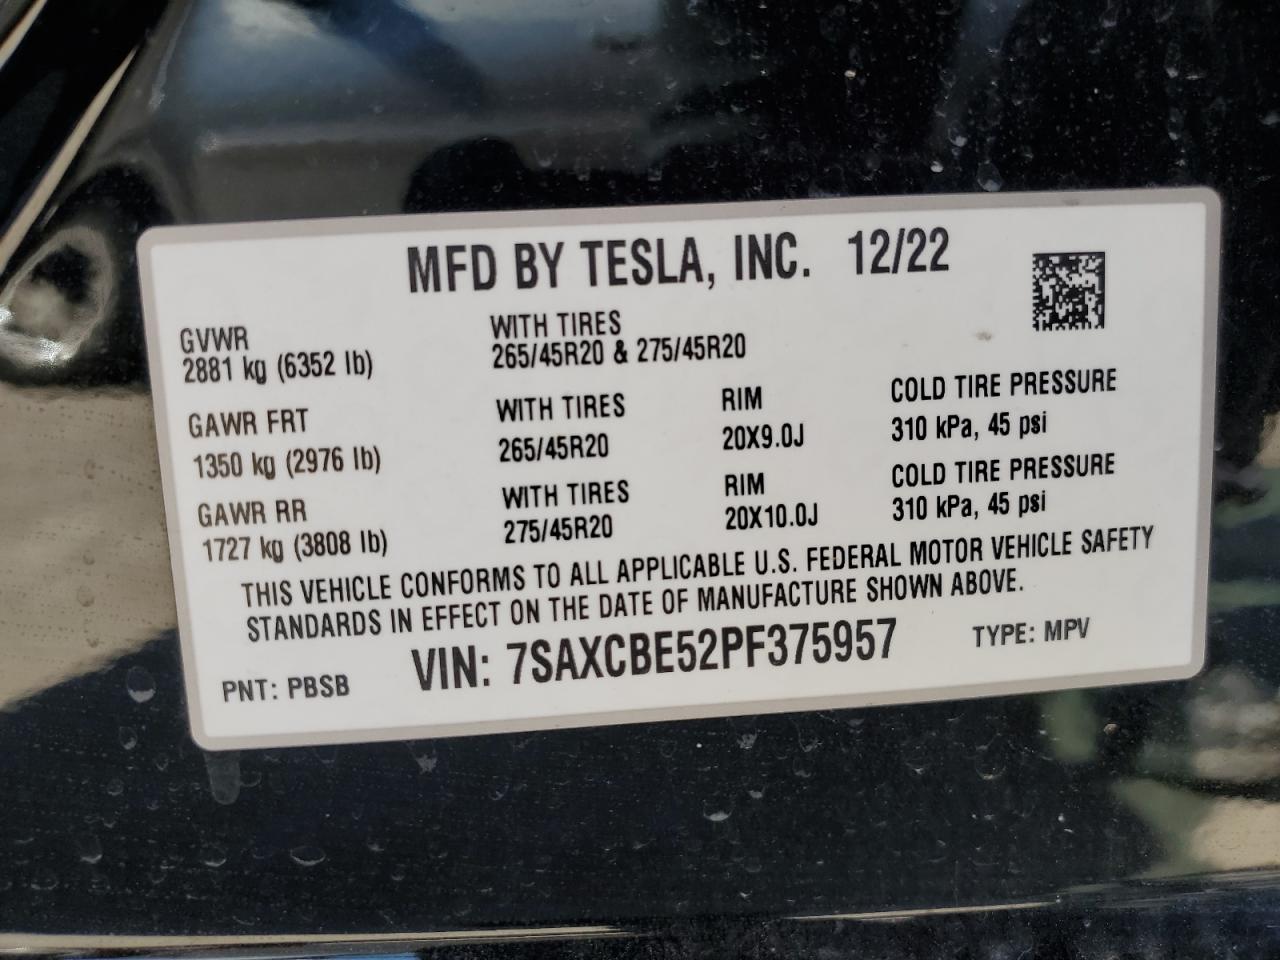 MFD BY TESLA, INC. 12/22
GVWR WITH TIRES
2881 kg (6352 lb) 265/45R20 & 275/45R20
GAWR FRT WITH TIRES RIM COLD TIRE PRESSURE
1350 kg (2976 lb) 265/45R20 20X9.0J 310 kPa, 45 psi
GAWR RR WITH TIRES RIM COLD TIRE PRESSURE
1727 kg (3808 lb) 275/45R20 20X10.0J 310 kPa, 45 psi
THIS VEHICLE CONFORMS TO ALL APPLICABLE U.S. FEDERAL MOTOR VEHICLE SAFETY
STANDARDS IN EFFECT ON THE DATE OF MANUFACTURE SHOWN ABOVE.
PNT: PBSB VIN: 7SAXCBE52PF375957 TYPE: MPV